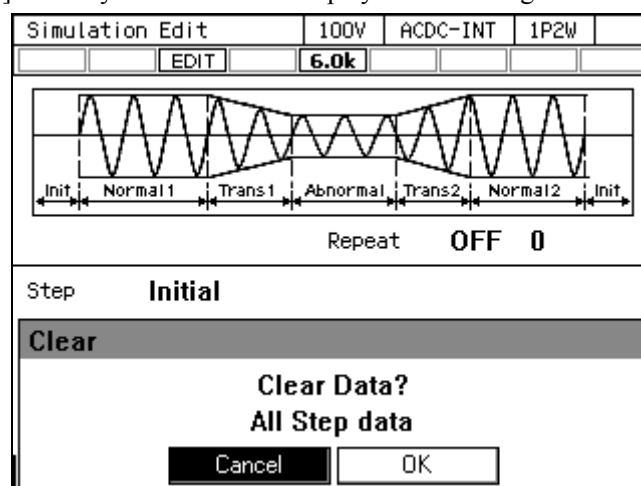 Simulation Edit 100V ACDC-INT 1P2W
EDIT 6.0k
Init Normal1 Trans1 Abnormal Trans2 Normal2 Init
Repeat OFF 0
Step Initial
Clear
Clear Data?
All Step data
Cancel OK